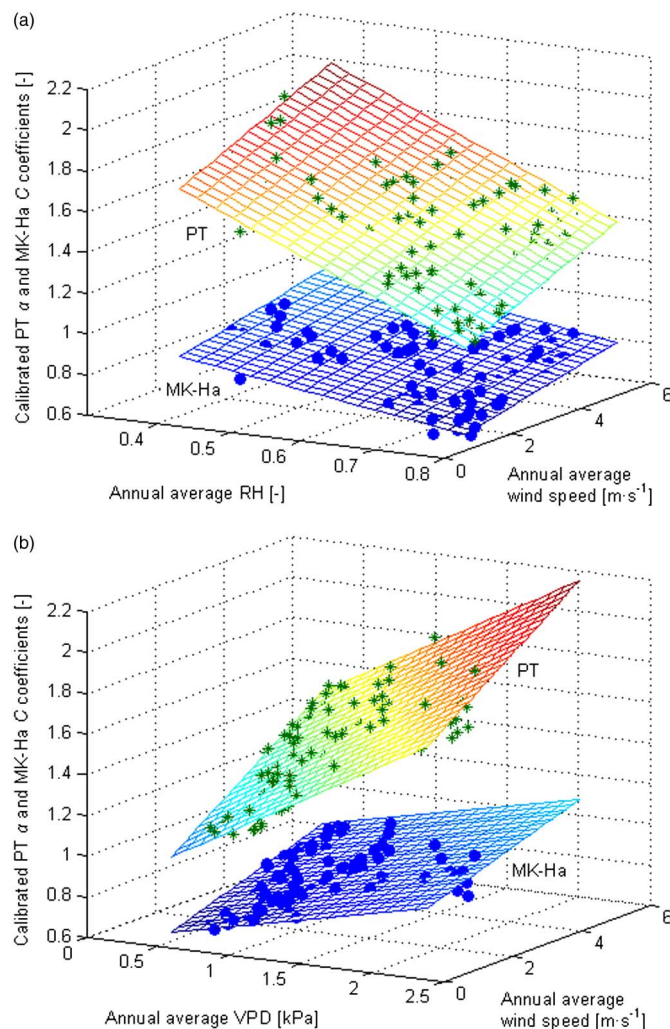 (a)
Calibrated PT α and MK-Ha C coefficients [-]
2.2
2
1.8
1.6
1.4
1.2
1
0.8
0.6
PT
MK-Ha
0.4
0.5
0.6
0.7
0.8
0
2
4
6
Annual average RH [-]
Annual average
wind speed [m·s⁻¹]
(b)
Calibrated PT α and MK-Ha C coefficients [-]
2.2
2
1.8
1.6
1.4
1.2
1
0.8
0.6
PT
MK-Ha
0
0.5
1
1.5
2
2.5
0
2
4
6
Annual average VPD [kPa]
Annual average
wind speed [m·s⁻¹]